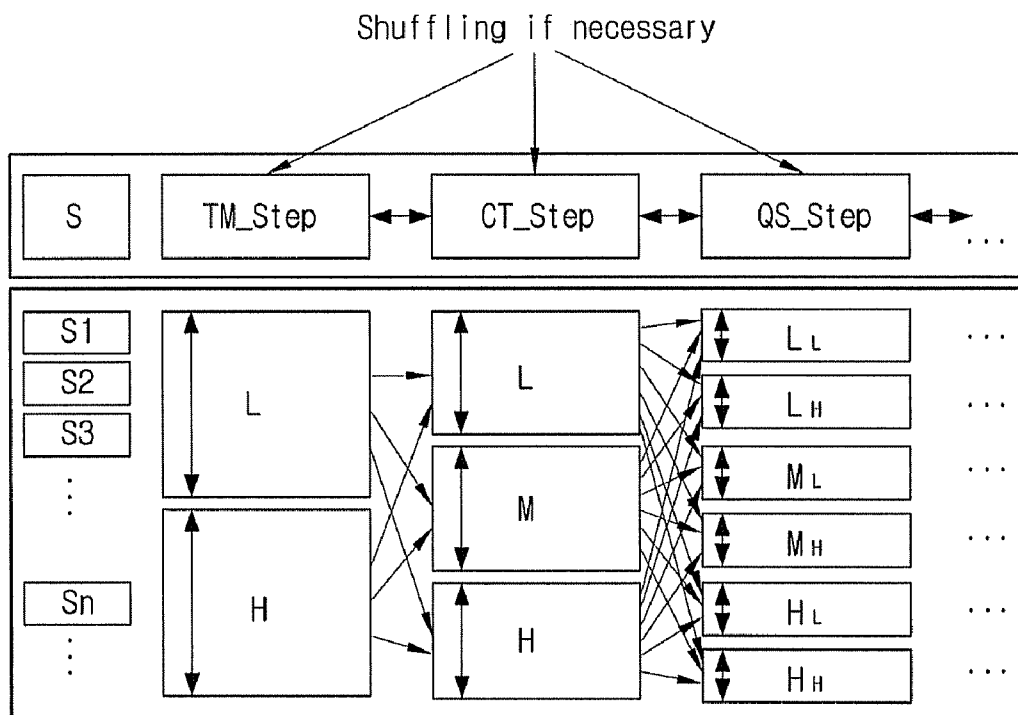 Shuffling if necessary
S TM_Step CT_Step QS_Step ...
S1 L L LL ...
S2 LH ...
S3 ML ...
⋮ M
H MH ...
Sn H HL ...
⋮ HH ...